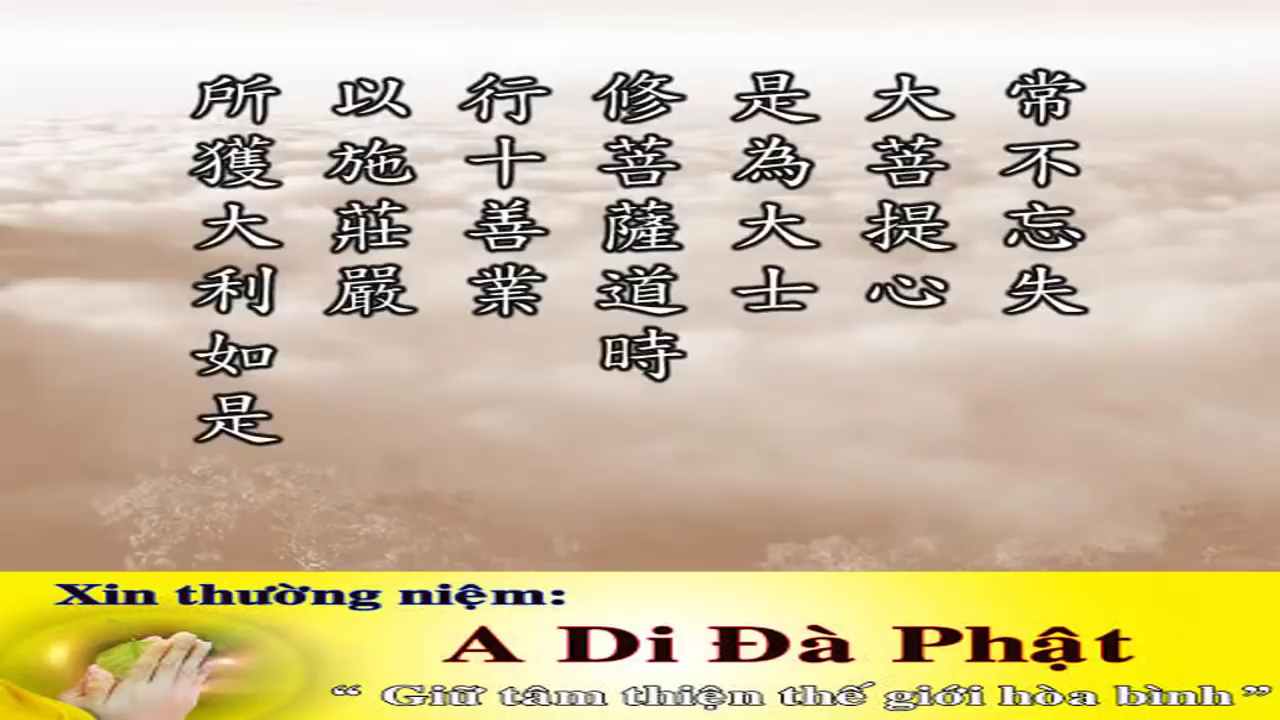 常不忘失
大菩提心
是為大士
修菩薩道時
行十善業
以施莊嚴
所獲大利如是
Xin thường niệm:
A Di Đà Phật
“ Giữ tâm thiện thế giới hòa bình”